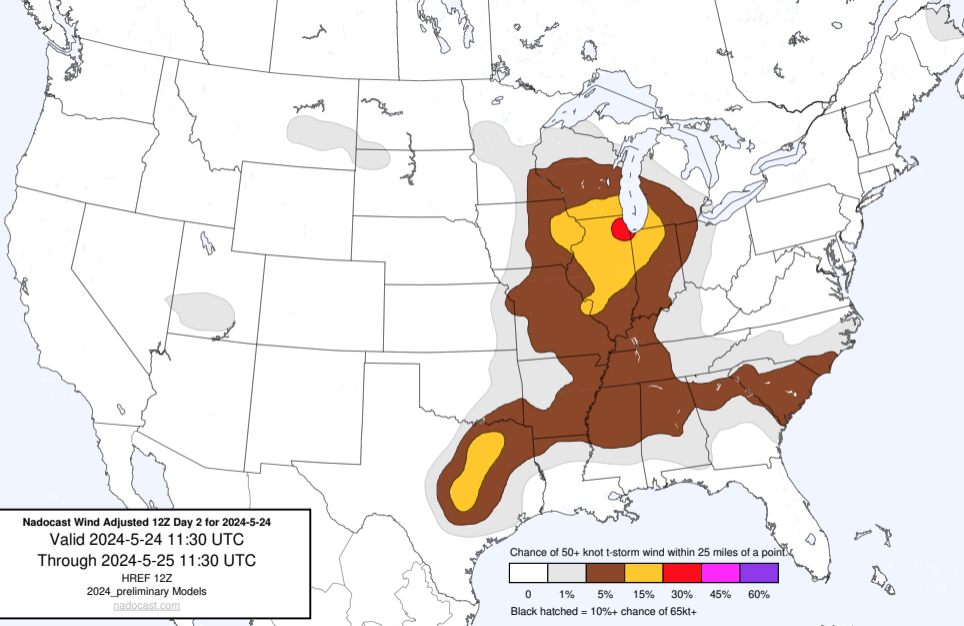 Nadocast Wind Adjusted 12Z Day 2 for 2024-5-24
Valid 2024-5-24 11:30 UTC
Through 2024-5-25 11:30 UTC
HREF 12Z
2024_preliminary Models
nadocast.com
Chance of 50+ knot t-storm wind within 25 miles of a point.
0 1% 5% 15% 30% 45% 60%
Black hatched = 10%+ chance of 65kt+